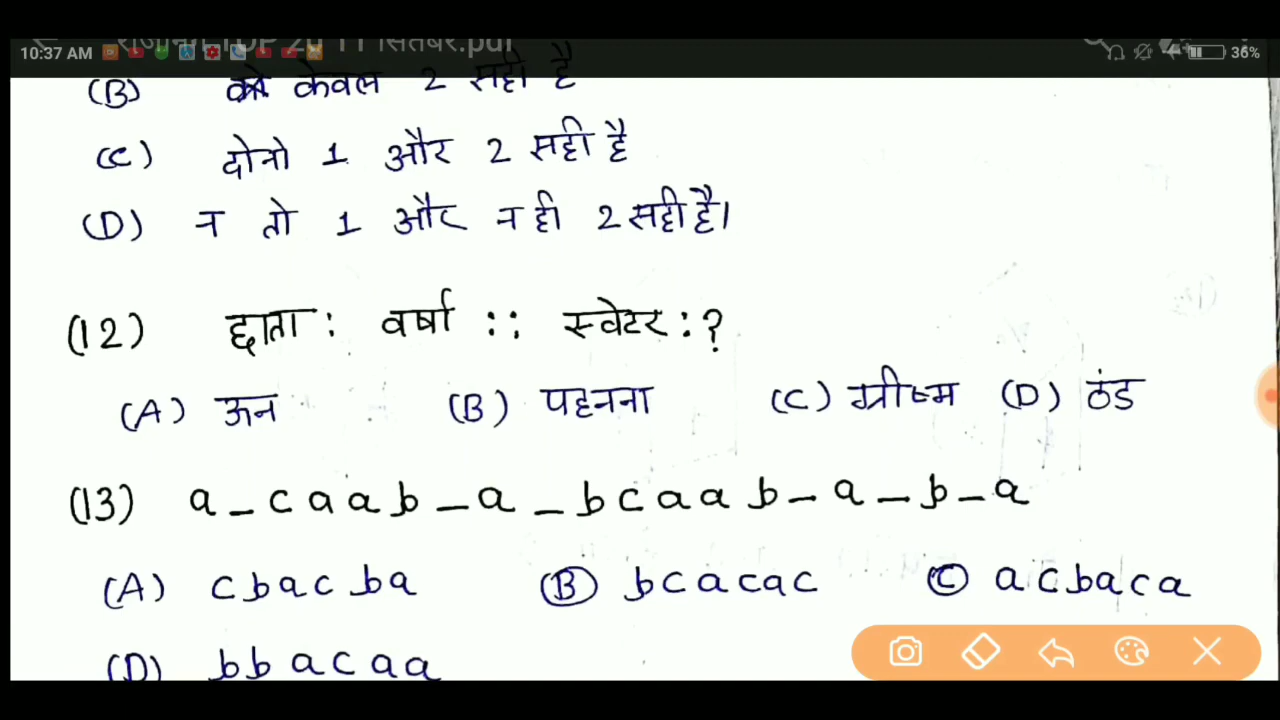 10:37 AM 36%
(B) केवल 2 सही है
(C) दोनो 1 और 2 सही है
(D) न तो 1 और न ही 2 सही है।
(12) छाता : वर्षा :: स्वेटर : ?
(A) ऊन (B) पहनना (C) ग्रीष्म (D) ठंड
(13) a _ c a a b _ a _ b c a a b _ a _ b _ a
(A) c b a c b a (B) b c a c a c (C) a c b a c a
(D) b b a c a a